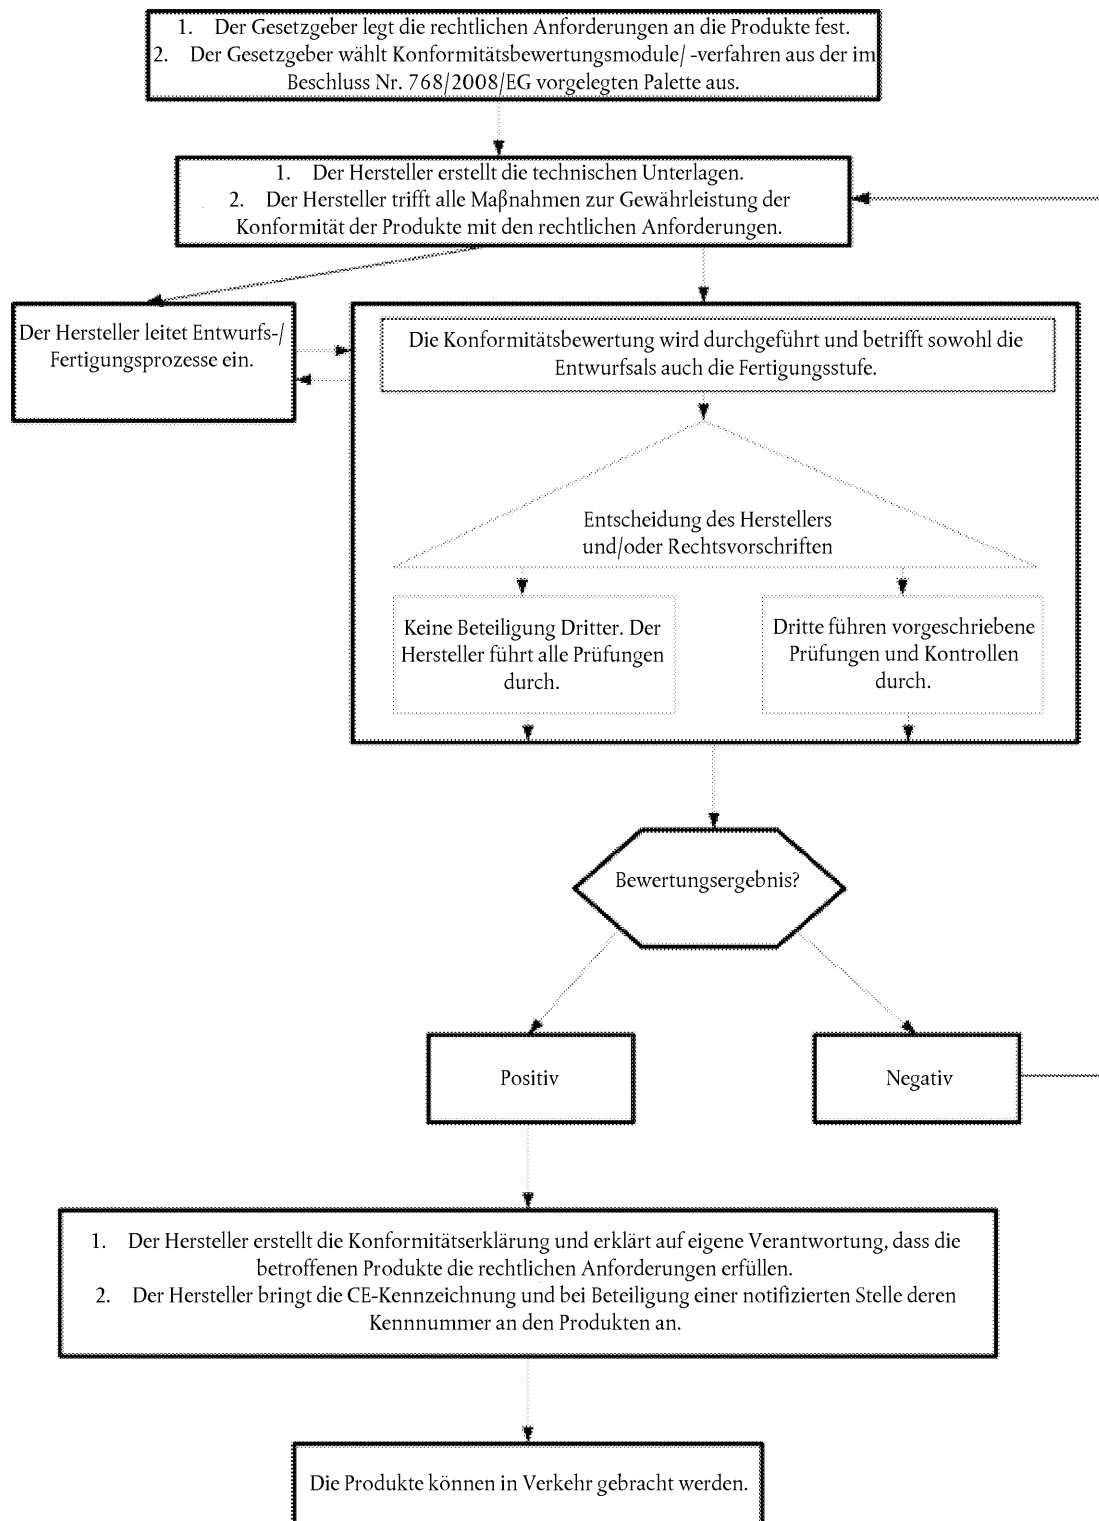 1. Der Gesetzgeber legt die rechtlichen Anforderungen an die Produkte fest.
2. Der Gesetzgeber wählt Konformitätsbewertungsmodule/ -verfahren aus der im
Beschluss Nr. 768/2008/EG vorgelegten Palette aus.
1. Der Hersteller erstellt die technischen Unterlagen.
2. Der Hersteller trifft alle Maßnahmen zur Gewährleistung der
Konformität der Produkte mit den rechtlichen Anforderungen.
Der Hersteller leitet Entwurfs-/
Fertigungsprozesse ein.
Die Konformitätsbewertung wird durchgeführt und betrifft sowohl die
Entwurfsals auch die Fertigungsstufe.
Entscheidung des Herstellers
und/oder Rechtsvorschriften
Keine Beteiligung Dritter. Der
Hersteller führt alle Prüfungen
durch.
Dritte führen vorgeschriebene
Prüfungen und Kontrollen
durch.
Bewertungsergebnis?
Positiv
Negativ
1. Der Hersteller erstellt die Konformitätserklärung und erklärt auf eigene Verantwortung, dass die
betroffenen Produkte die rechtlichen Anforderungen erfüllen.
2. Der Hersteller bringt die CE-Kennzeichnung und bei Beteiligung einer notifizierten Stelle deren
Kennnummer an den Produkten an.
Die Produkte können in Verkehr gebracht werden.